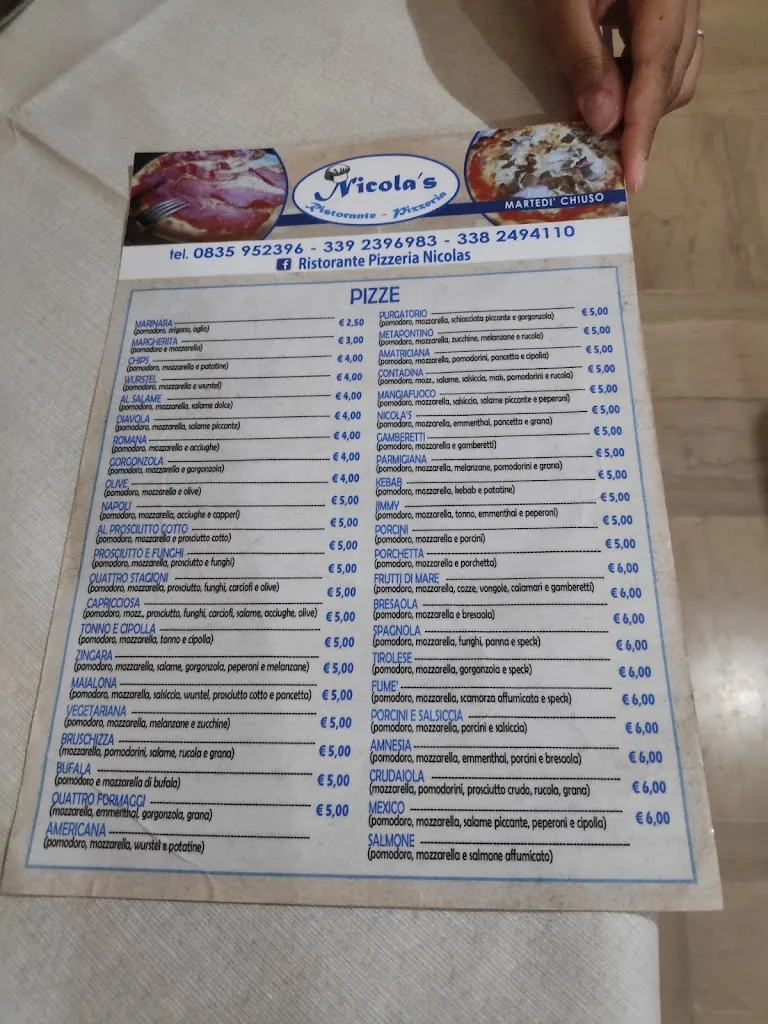 Nicola's
Ristorante - Pizzeria
MARTEDI' CHIUSO
tel. 0835 952396 - 339 2396983 - 338 2494110
Ristorante Pizzeria Nicolas
PIZZE
MARINARA € 2,50
(pomodoro, origano, aglio)
MARGHERITA € 3,00
(pomodoro e mozzarella)
CHIPS € 4,00
(pomodoro, mozzarella e patatine)
WURSTEL € 4,00
(pomodoro, mozzarella e wurstel)
AL SALAME € 4,00
(pomodoro, mozzarella, salame dolce)
DIAVOLA € 4,00
(pomodoro, mozzarella, salame piccante)
ROMANA € 4,00
(pomodoro, mozzarella e acciughe)
GORGONZOLA € 4,00
(pomodoro, mozzarella e gorgonzola)
OLIVE € 4,00
(pomodoro, mozzarella e olive)
NAPOLI € 5,00
(pomodoro, mozzarella, acciughe e capperi)
AL PROSCIUTTO COTTO € 5,00
(pomodoro, mozzarella e prosciutto cotto)
PROSCIUTTO E FUNGHI € 5,00
(pomodoro, mozzarella, prosciutto e funghi)
QUATTRO STAGIONI € 5,00
(pomodoro, mozzarella, prosciutto, funghi, carciofi e olive)
CAPRICCIOSA € 5,00
(pomodoro, mozz., prosciutto, funghi, carciofi, salame, acciughe, olive)
TONNO E CIPOLLA € 5,00
(pomodoro, mozzarella, tonno e cipolla)
ZINGARA € 5,00
(pomodoro, mozzarella, salame, gorgonzola, peperoni e melanzane)
MAIALONA € 5,00
(pomodoro, mozzarella, salsiccia, wurstel, prosciutto cotto e pancetta)
VEGETARIANA € 5,00
(pomodoro, mozzarella, melanzane e zucchine)
BRUSCHIZZA € 5,00
(mozzarella, pomodorini, salame, rucola e grana)
BUFALA € 5,00
(pomodoro e mozzarella di bufala)
QUATTRO FORMAGGI € 5,00
(mozzarella, emmenthal, gorgonzola, grana)
AMERICANA € 5,00
(pomodoro, mozzarella, wurstel e patatine)
PURGATORIO € 5,00
(pomodoro, mozzarella, schiacciata piccante e gorgonzola)
METAPONTINO € 5,00
(pomodoro, mozzarella, zucchine, melanzane e rucola)
AMATRICIANA € 5,00
(pomodoro, mozzarella, pomodorini, pancetta e cipolla)
CONTADINA € 5,00
(pomodoro, mozz., salame, salsiccia, mais, pomodorini e rucola)
MANGIAFUOCO € 5,00
(pomodoro, mozzarella, salsiccia, salame piccante e peperoni)
NICOLA'S € 5,00
(pomodoro, mozzarella, emmenthal, pancetta e grana)
GAMBERETTI € 5,00
(pomodoro, mozzarella e gamberetti)
PARMIGIANA € 5,00
(pomodoro, mozzarella, melanzane, pomodorini e grana)
KEBAB € 5,00
(pomodoro, mozzarella, kebab e patatine)
JIMMY € 5,00
(pomodoro, mozzarella, tonno, emmenthal e peperoni)
PORCINI € 5,00
(pomodoro, mozzarella e porcini)
PORCHETTA € 5,00
(pomodoro, mozzarella e porchetta)
FRUTTI DI MARE € 6,00
(pomodoro, mozzarella, cozze, vongole, calamari e gamberetti)
BRESAOLA € 6,00
(pomodoro, mozzarella e bresaola)
SPAGNOLA € 6,00
(pomodoro, mozzarella, funghi, panna e speck)
TIROLESE € 6,00
(pomodoro, mozzarella, gorgonzola e speck)
FUME' € 6,00
(pomodoro, mozzarella, scamorza affumicata e speck)
PORCINI E SALSICCIA € 6,00
(pomodoro, mozzarella, porcini e salsiccia)
AMNESIA € 6,00
(pomodoro, mozzarella, emmenthal, porcini e bresaola)
CRUDAIOLA € 6,00
(mozzarella, pomodorini, prosciutto crudo, rucola, grana)
MEXICO € 6,00
(pomodoro, mozzarella, salame piccante, peperoni e cipolla)
SALMONE € 6,00
(pomodoro, mozzarella e salmone affumicato)